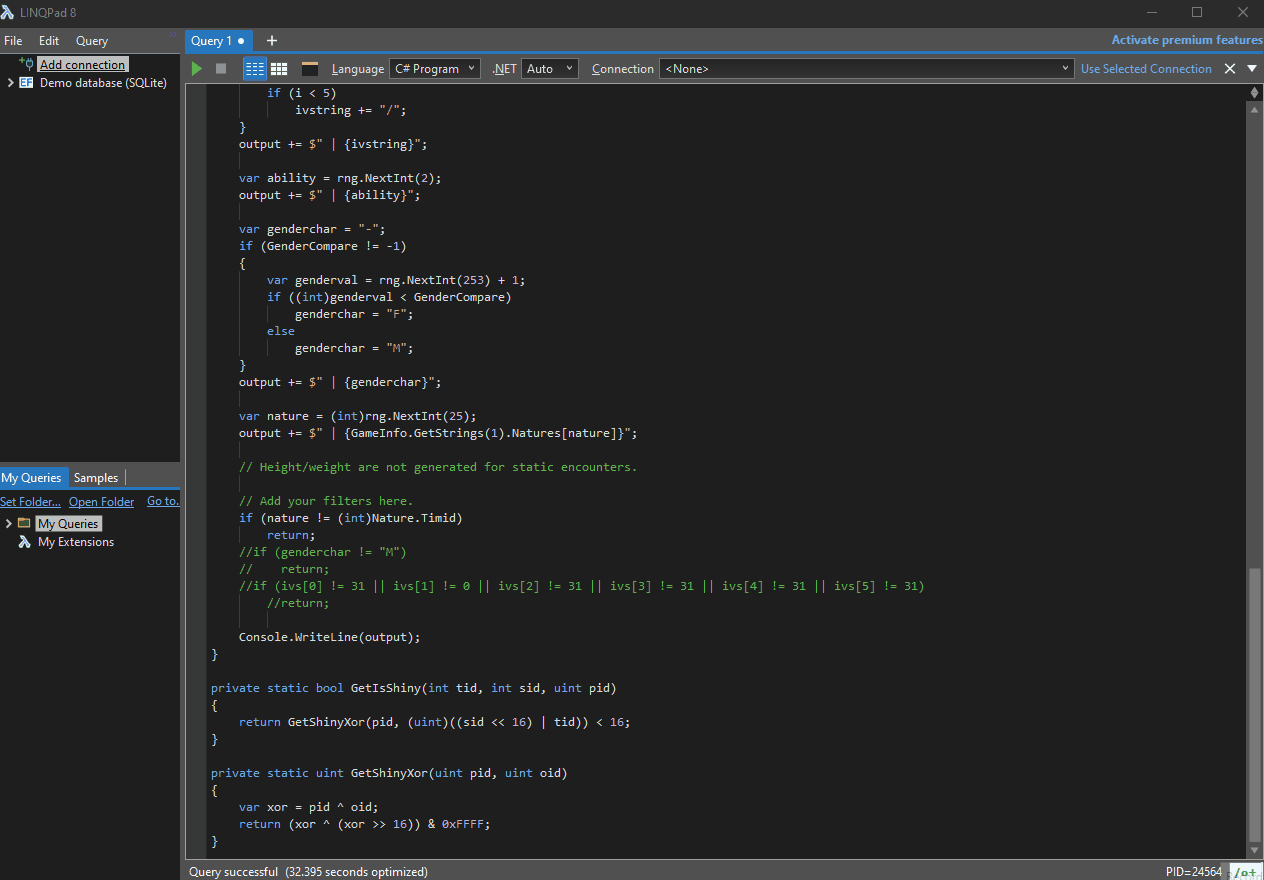 LINQPad 8
File Edit Query
Query 1 +
Activate premium features
Add connection
Language C# Program .NET Auto Connection <None> Use Selected Connection
EF Demo database (SQLite)
if (i < 5)
ivstring += "/";
}
output += $" | {ivstring}";
var ability = rng.NextInt(2);
output += $" | {ability}";
var genderchar = "-";
if (GenderCompare != -1)
{
var genderval = rng.NextInt(253) + 1;
if ((int)genderval < GenderCompare)
genderchar = "F";
else
genderchar = "M";
}
output += $" | {genderchar}";
var nature = (int)rng.NextInt(25);
output += $" | {GameInfo.GetStrings(1).Natures[nature]}";
// Height/weight are not generated for static encounters.
// Add your filters here.
if (nature != (int)Nature.Timid)
return;
//if (genderchar != "M")
// return;
//if (ivs[0] != 31 || ivs[1] != 0 || ivs[2] != 31 || ivs[3] != 31 || ivs[4] != 31 || ivs[5] != 31)
//return;
Console.WriteLine(output);
}
private static bool GetIsShiny(int tid, int sid, uint pid)
{
return GetShinyXor(pid, (uint)((sid << 16) | tid)) < 16;
}
private static uint GetShinyXor(uint pid, uint oid)
{
var xor = pid ^ oid;
return (xor ^ (xor >> 16)) & 0xFFFF;
}
My Queries Samples
Set Folder... Open Folder Go to..
My Queries
My Extensions
Query successful (32.395 seconds optimized)
PID=24564 /o+